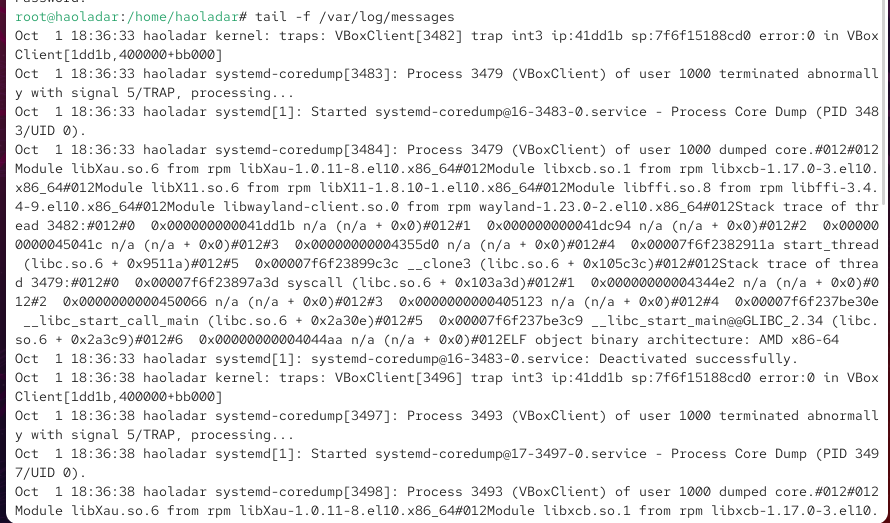 root@haoladar:/home/haoladar# tail -f /var/log/messages
Oct  1 18:36:33 haoladar kernel: traps: VBoxClient[3482] trap int3 ip:41dd1b sp:7f6f15188cd0 error:0 in VBox
Client[1dd1b,400000+bb000]
Oct  1 18:36:33 haoladar systemd-coredump[3483]: Process 3479 (VBoxClient) of user 1000 terminated abnormall
y with signal 5/TRAP, processing...
Oct  1 18:36:33 haoladar systemd[1]: Started systemd-coredump@16-3483-0.service - Process Core Dump (PID 348
3/UID 0).
Oct  1 18:36:33 haoladar systemd-coredump[3484]: Process 3479 (VBoxClient) of user 1000 dumped core.#012#012
Module libXau.so.6 from rpm libXau-1.0.11-8.el10.x86_64#012Module libxcb.so.1 from rpm libxcb-1.17.0-3.el10.
x86_64#012Module libX11.so.6 from rpm libX11-1.8.10-1.el10.x86_64#012Module libffi.so.8 from rpm libffi-3.4.
4-9.el10.x86_64#012Module libwayland-client.so.0 from rpm wayland-1.23.0-2.el10.x86_64#012Stack trace of thr
ead 3482:#012#0  0x000000000041dd1b n/a (n/a + 0x0)#012#1  0x000000000041dc94 n/a (n/a + 0x0)#012#2  0x00000
0000045041c n/a (n/a + 0x0)#012#3  0x00000000004355d0 n/a (n/a + 0x0)#012#4  0x00007f6f2382911a start_thread
 (libc.so.6 + 0x9511a)#012#5  0x00007f6f23899c3c __clone3 (libc.so.6 + 0x105c3c)#012#012Stack trace of threa
d 3479:#012#0  0x00007f6f23897a3d syscall (libc.so.6 + 0x103a3d)#012#1  0x00000000004344e2 n/a (n/a + 0x0)#0
12#2  0x0000000000450066 n/a (n/a + 0x0)#012#3  0x0000000000405123 n/a (n/a + 0x0)#012#4  0x00007f6f237be30e
 __libc_start_call_main (libc.so.6 + 0x2a30e)#012#5  0x00007f6f237be3c9 __libc_start_main@@GLIBC_2.34 (libc.
so.6 + 0x2a3c9)#012#6  0x00000000004044aa n/a (n/a + 0x0)#012ELF object binary architecture: AMD x86-64
Oct  1 18:36:33 haoladar systemd[1]: systemd-coredump@16-3483-0.service: Deactivated successfully.
Oct  1 18:36:38 haoladar kernel: traps: VBoxClient[3496] trap int3 ip:41dd1b sp:7f6f15188cd0 error:0 in VBox
Client[1dd1b,400000+bb000]
Oct  1 18:36:38 haoladar systemd-coredump[3497]: Process 3493 (VBoxClient) of user 1000 terminated abnormall
y with signal 5/TRAP, processing...
Oct  1 18:36:38 haoladar systemd[1]: Started systemd-coredump@17-3497-0.service - Process Core Dump (PID 349
7/UID 0).
Oct  1 18:36:38 haoladar systemd-coredump[3498]: Process 3493 (VBoxClient) of user 1000 dumped core.#012#012
Module libXau.so.6 from rpm libXau-1.0.11-8.el10.x86_64#012Module libxcb.so.1 from rpm libxcb-1.17.0-3.el10.